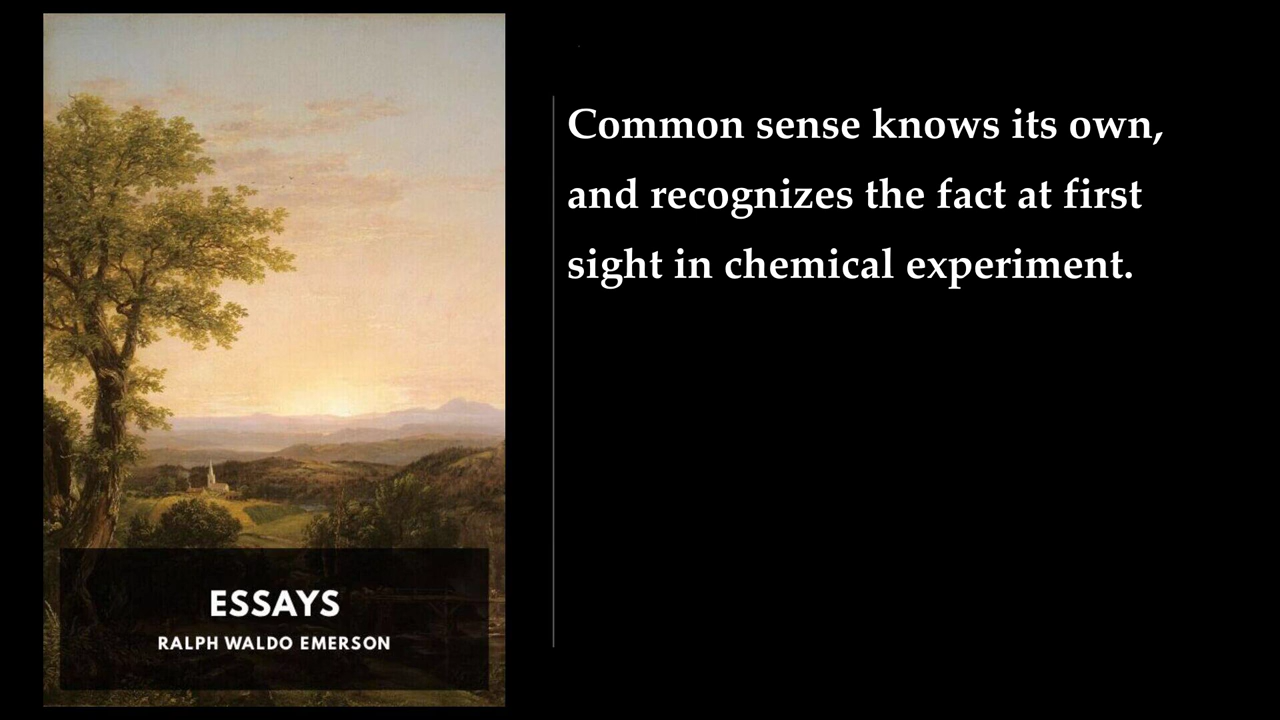 Common sense knows its own,
and recognizes the fact at first
sight in chemical experiment.
ESSAYS
RALPH WALDO EMERSON